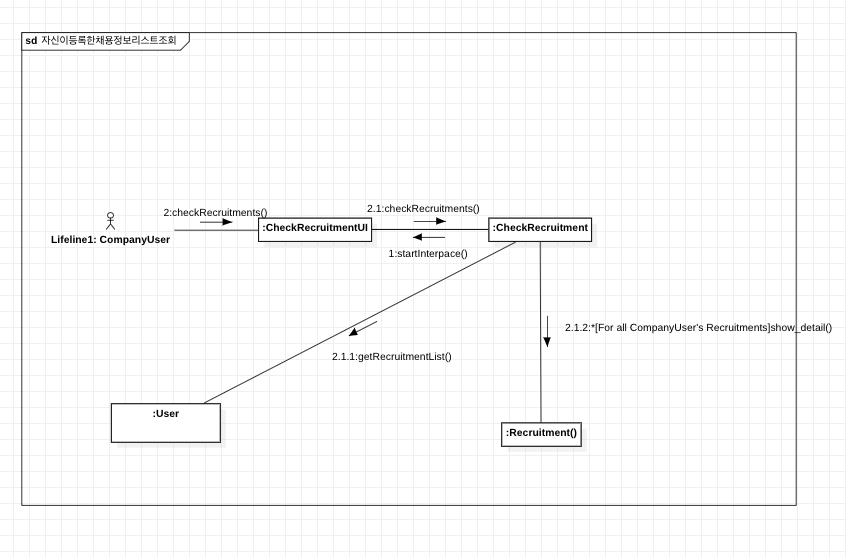 sd 자신이등록한채용정보리스트조회
2:checkRecruitments()
2.1:checkRecruitments()
Lifeline1: CompanyUser
:CheckRecruitmentUI
:CheckRecruitment
1:startInterpace()
2.1.2:*[For all CompanyUser's Recruitments]show_detail()
2.1.1:getRecruitmentList()
:User
:Recruitment()